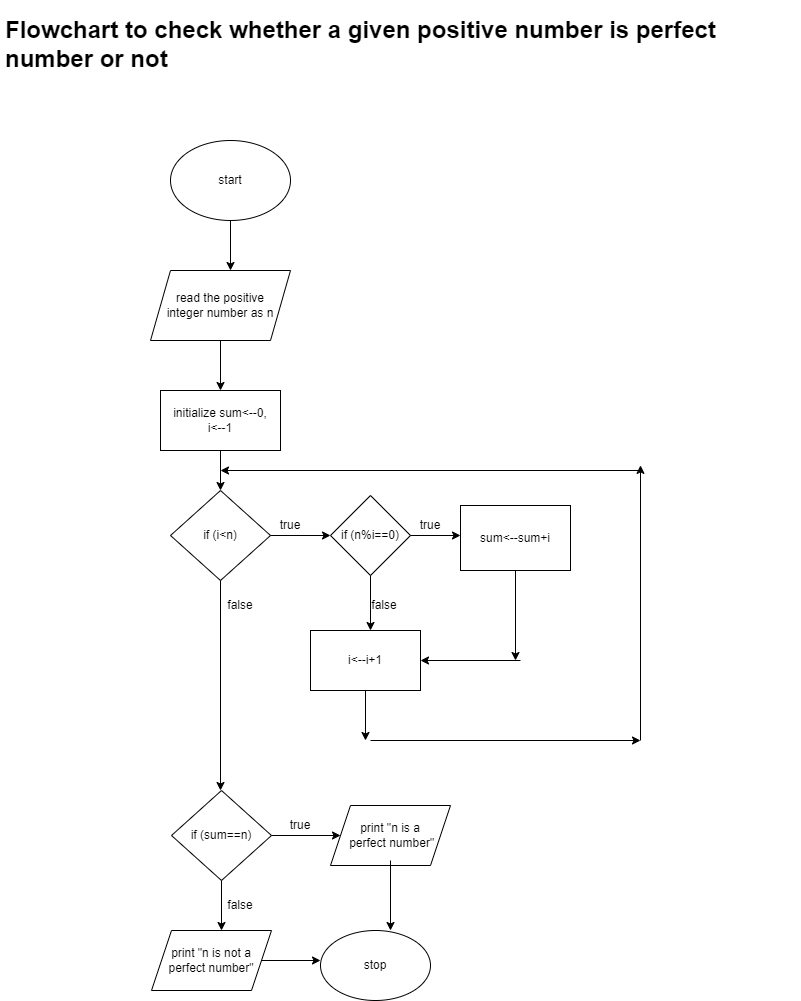 Flowchart to check whether a given positive number is perfect
number or not
start
read the positive
integer number as n
initialize sum<--0,
i<--1
if (i<n)
true
if (n%i==0)
true
sum<--sum+i
false
false
i<--i+1
if (sum==n)
true
print "n is a
perfect number"
false
print "n is not a
perfect number"
stop